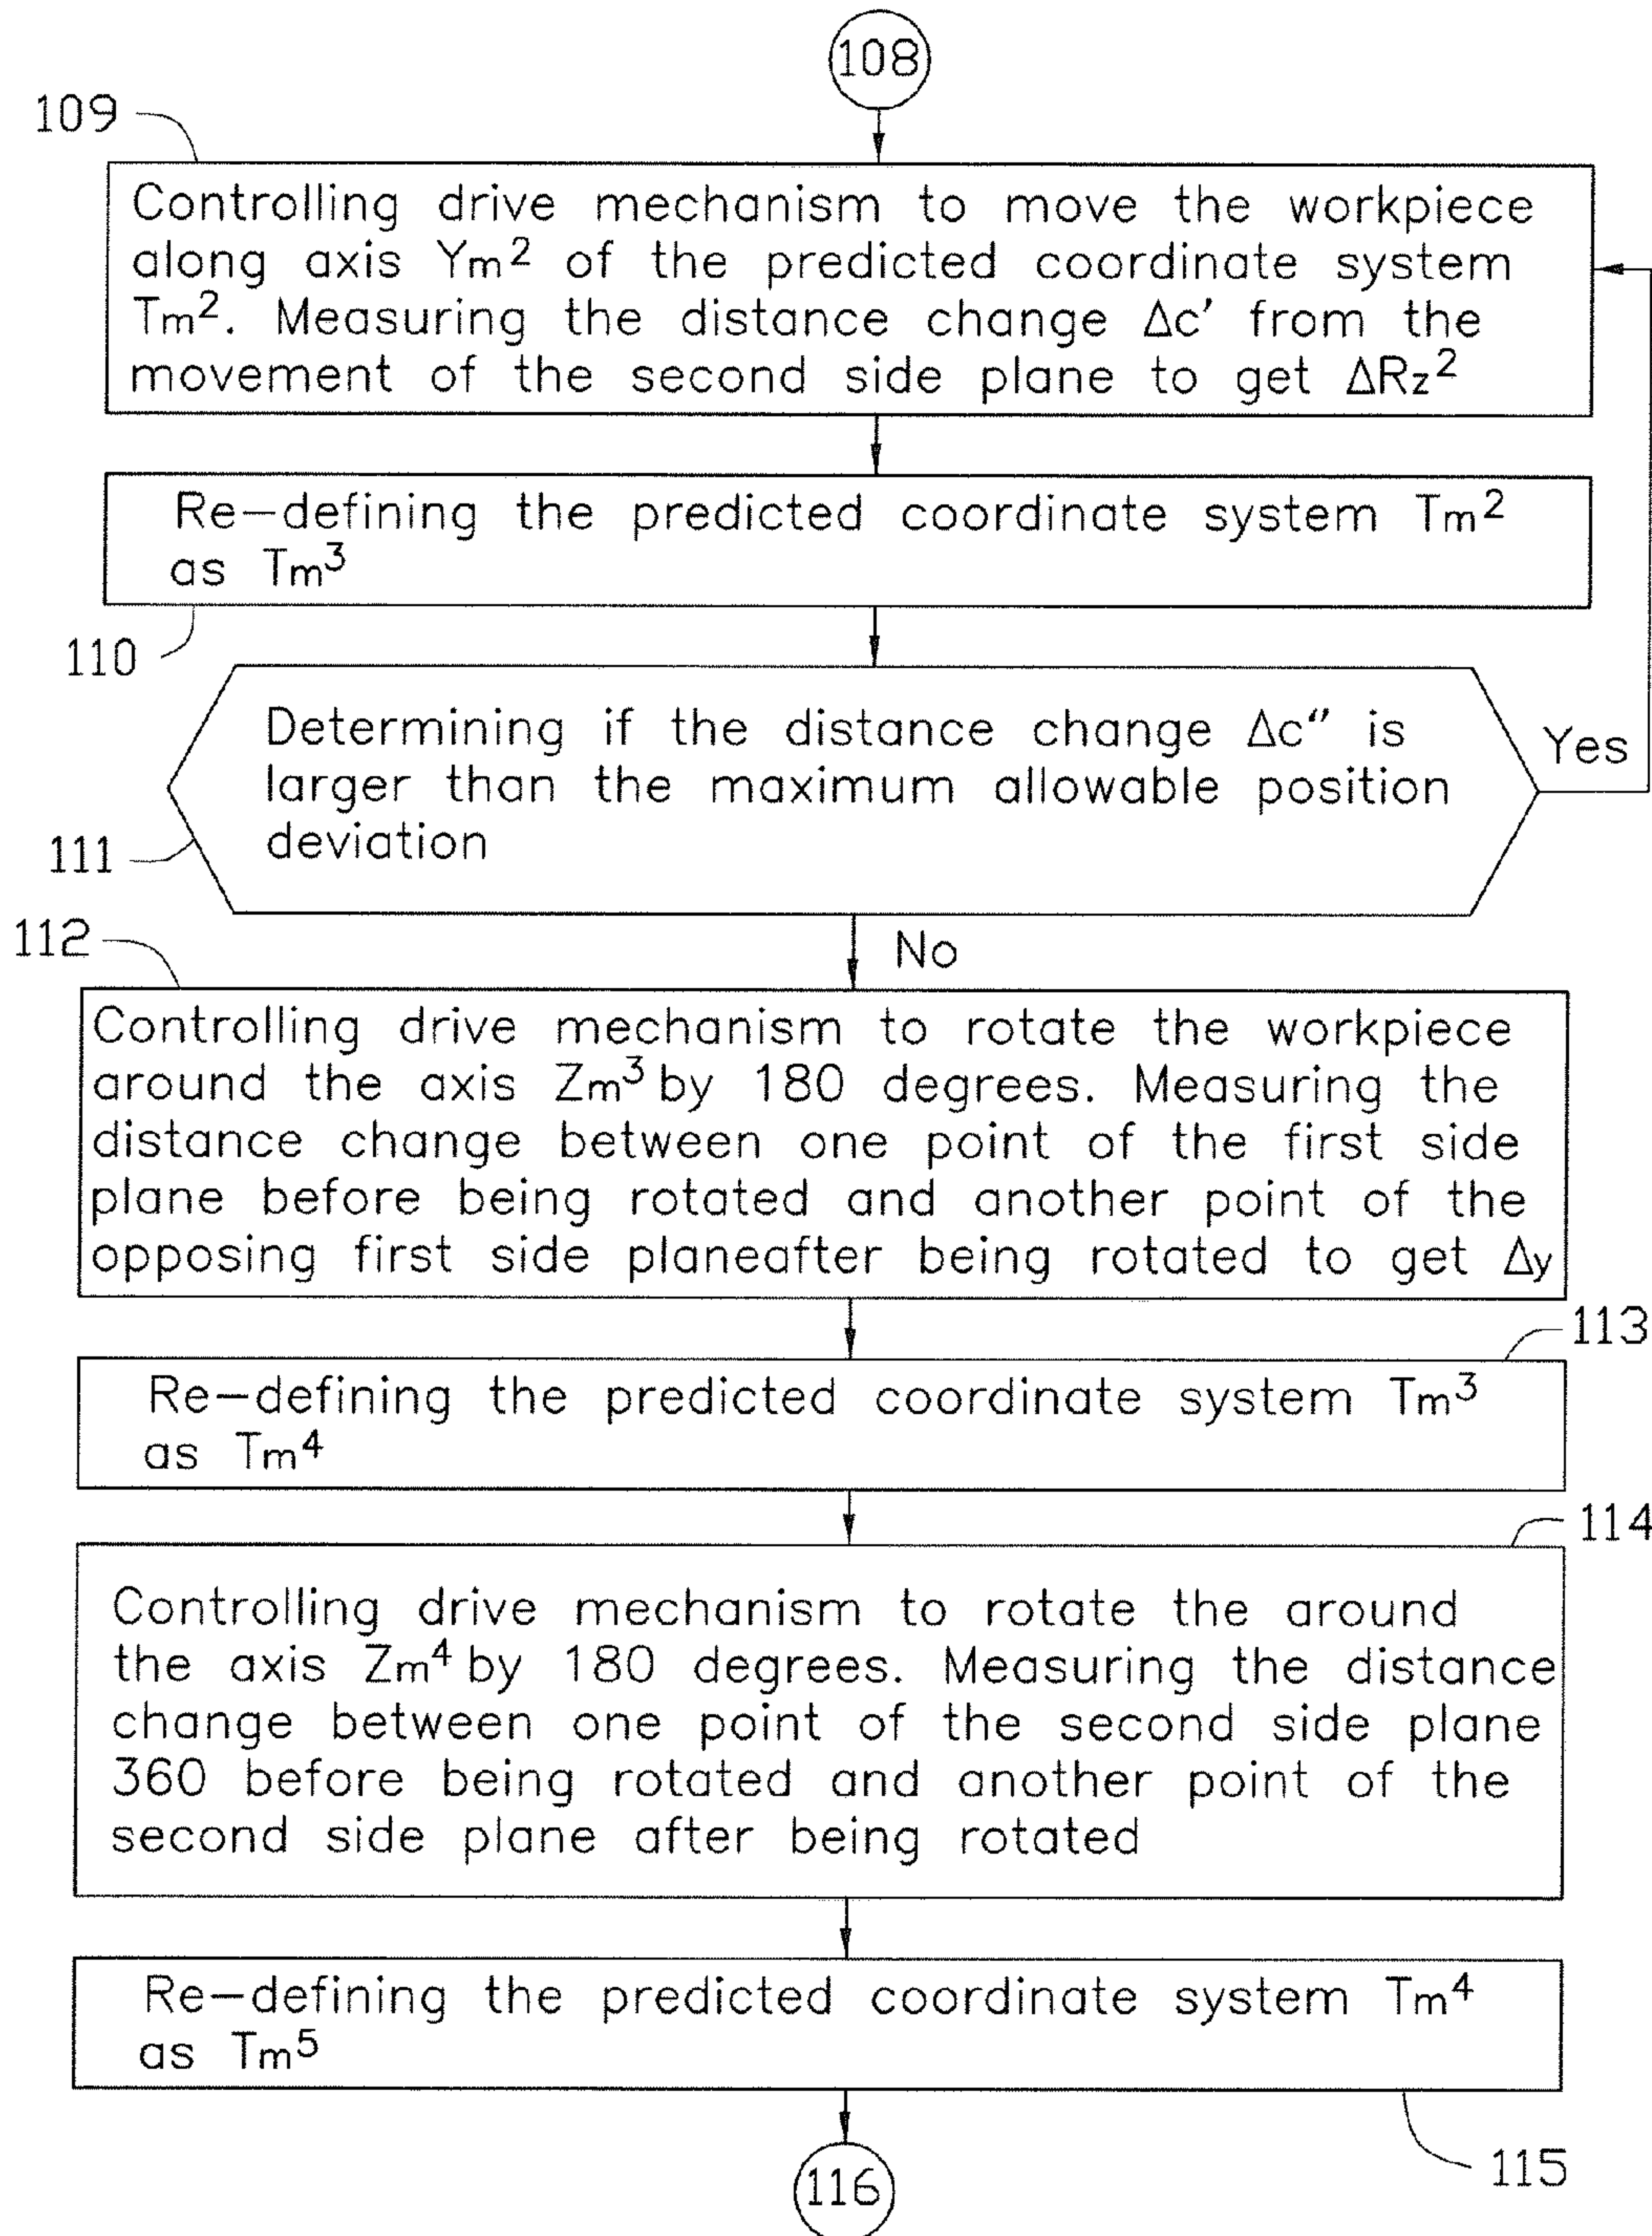 108
109
Controlling drive mechanism to move the workpiece
along axis Ym² of the predicted coordinate system
Tm². Measuring the distance change Δc′ from the
movement of the second side plane to get ΔRz²
Re-defining the predicted coordinate system Tm²
as Tm³
110
Determining if the distance change Δc″ is
larger than the maximum allowable position
deviation
Yes
111
No
112
Controlling drive mechanism to rotate the workpiece
around the axis Zm³ by 180 degrees. Measuring the
distance change between one point of the first side
plane before being rotated and another point of the
opposing first side planeafter being rotated to get Δy
113
Re-defining the predicted coordinate system Tm³
as Tm⁴
114
Controlling drive mechanism to rotate the around
the axis Zm⁴ by 180 degrees. Measuring the distance
change between one point of the second side plane
360 before being rotated and another point of the
second side plane after being rotated
Re-defining the predicted coordinate system Tm⁴
as Tm⁵
115
116